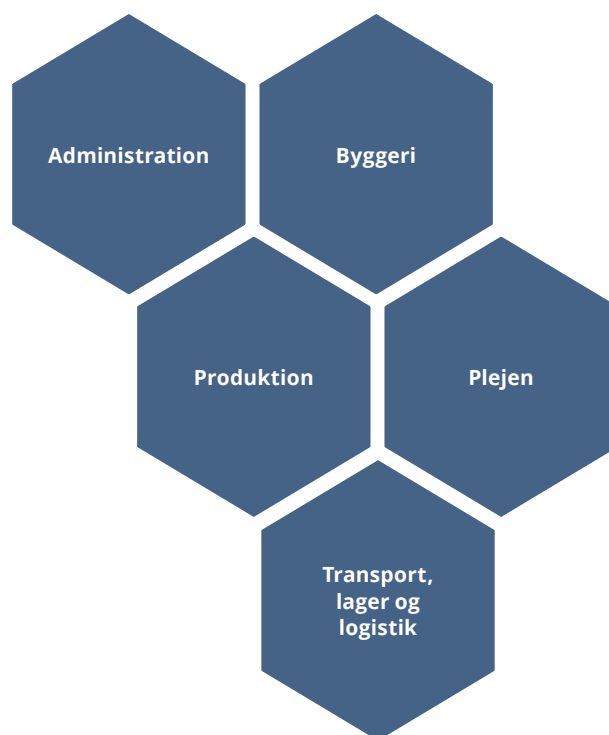 Administration
Byggeri
Produktion
Plejen
Transport,
lager og
logistik